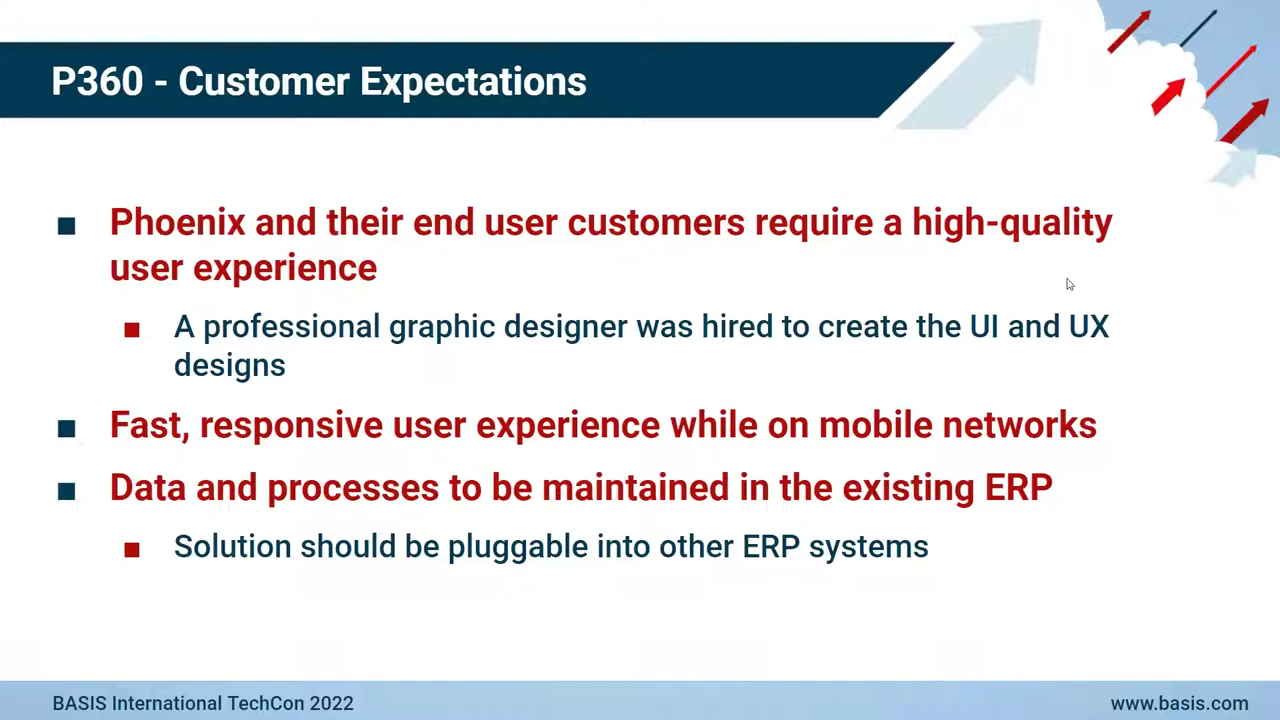 P360 - Customer Expectations
Phoenix and their end user customers require a high-quality
user experience
A professional graphic designer was hired to create the UI and UX
designs
Fast, responsive user experience while on mobile networks
Data and processes to be maintained in the existing ERP
Solution should be pluggable into other ERP systems
BASIS International TechCon 2022
www.basis.com